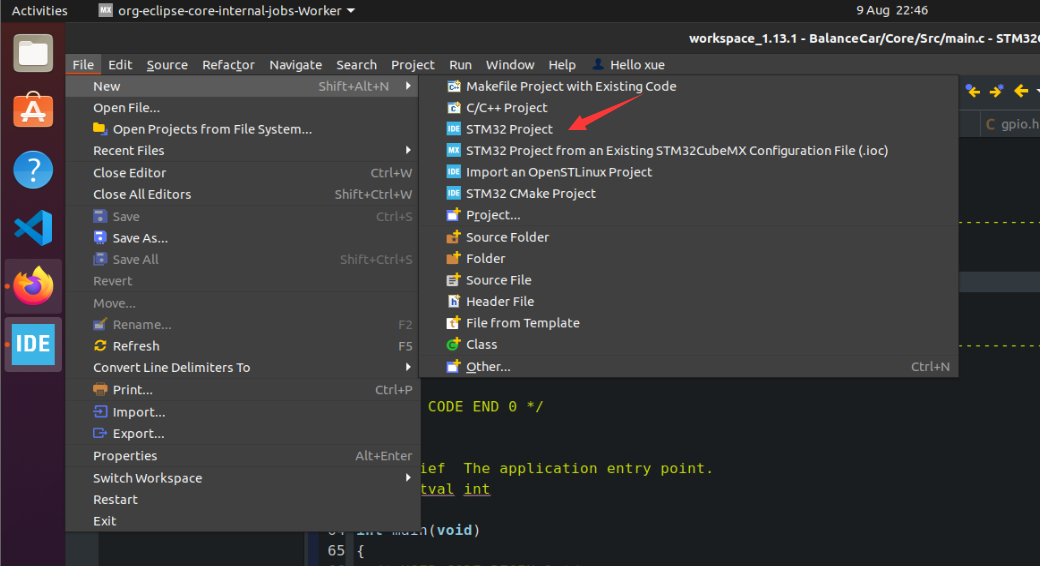 Activities MX org-eclipse-core-internal-jobs-Worker 9 Aug 22:46
workspace_1.13.1 - BalanceCar/Core/Src/main.c - STM32
File Edit Source Refactor Navigate Search Project Run Window Help Hello xue
New Shift+Alt+N
Open File...
Open Projects from File System...
Recent Files
Close Editor Ctrl+W
Close All Editors Shift+Ctrl+W
Save Ctrl+S
Save As...
Save All Shift+Ctrl+S
Revert
Move...
Rename... F2
Refresh F5
Convert Line Delimiters To
Print... Ctrl+P
Import...
Export...
Properties Alt+Enter
Switch Workspace
Restart
Exit
Makefile Project with Existing Code
C/C++ Project
IDE STM32 Project
MX STM32 Project from an Existing STM32CubeMX Configuration File (.ioc)
IDE Import an OpenSTLinux Project
IDE STM32 CMake Project
Project...
Source Folder
Folder
Source File
Header File
File from Template
Class
Other... Ctrl+N
gpio.h
IDE
CODE END 0 */
ief The application entry point.
tval int
int main(void)
65 {